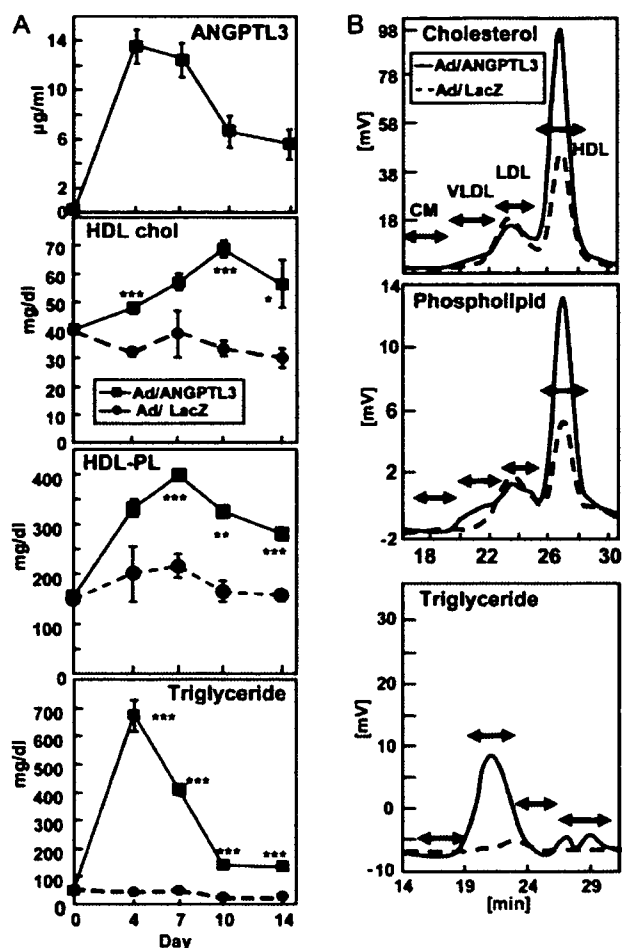 A
ANGPTL3
14
12
8
6
2
0
µg/ml
HDL chol
70
60
50
40
30
20
10
0
mg/dl
***
***
*
Ad/ANGPTL3
Ad/ LacZ
HDL-PL
400
300
200
100
0
mg/dl
***
**
***
Triglyceride
700
600
500
400
300
200
100
0
mg/dl
***
***
***
***
0 4 7 10 14
Day
B
Cholesterol
98
78
58
38
18
[mV]
Ad/ANGPTL3
Ad/ LacZ
CM
VLDL
LDL
HDL
Phospholipid
14
10
6
2
-2
[mV]
18 22 26 30
Triglyceride
30
20
10
0
-10
[mV]
14 19 24 29
[min]